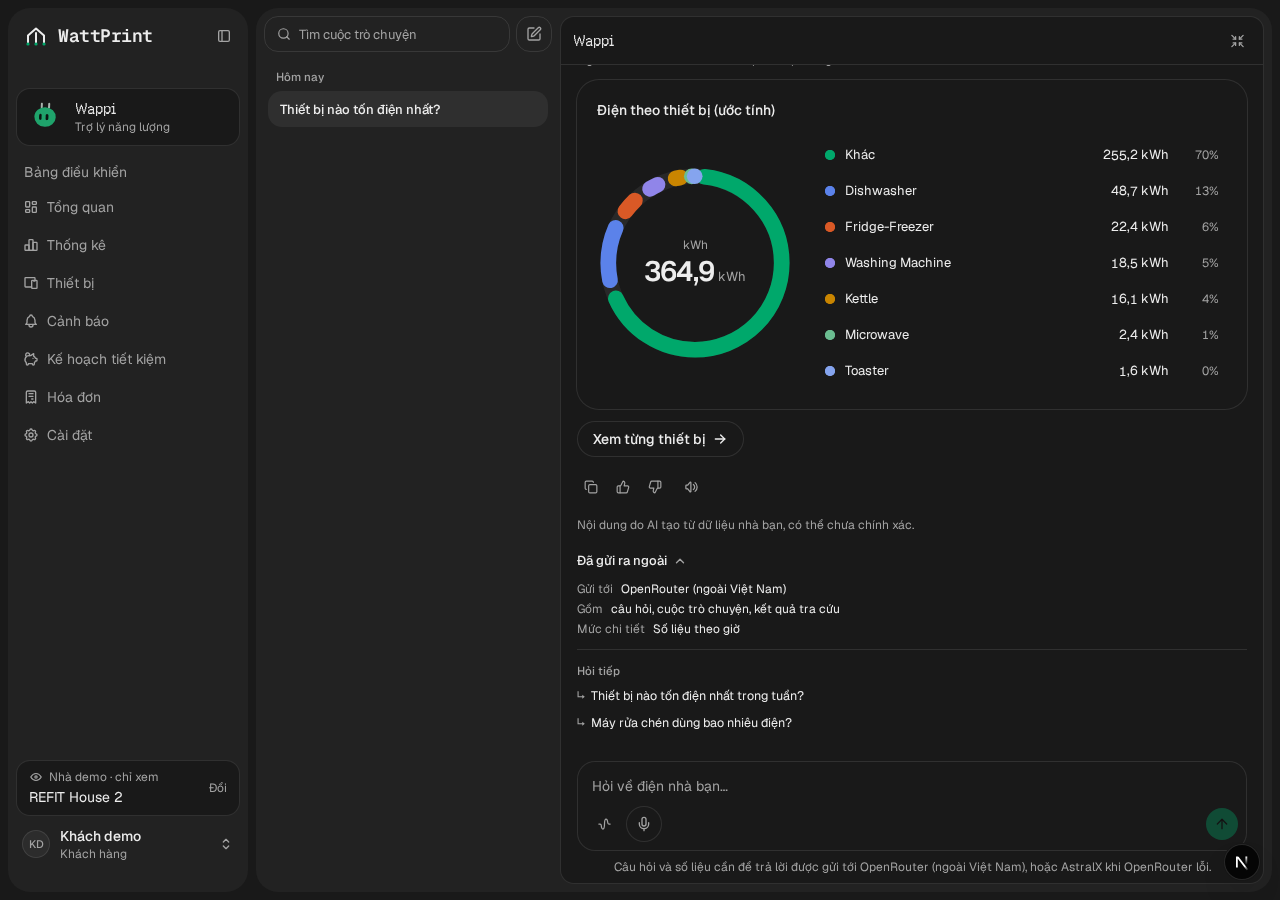 WattPrint
Wappi
Trợ lý năng lượng
Bảng điều khiển
Tổng quan
Thống kê
Thiết bị
Cảnh báo
Kế hoạch tiết kiệm
Hóa đơn
Cài đặt
Nhà demo · chỉ xem
REFIT House 2
Đổi
KD
Khách demo
Khách hàng
Tìm cuộc trò chuyện
Hôm nay
Thiết bị nào tốn điện nhất?
Wappi
Điện theo thiết bị (ước tính)
kWh
364,9 kWh
Khác 255,2 kWh 70%
Dishwasher 48,7 kWh 13%
Fridge-Freezer 22,4 kWh 6%
Washing Machine 18,5 kWh 5%
Kettle 16,1 kWh 4%
Microwave 2,4 kWh 1%
Toaster 1,6 kWh 0%
Xem từng thiết bị →
Nội dung do AI tạo từ dữ liệu nhà bạn, có thể chưa chính xác.
Đã gửi ra ngoài
Gửi tới OpenRouter (ngoài Việt Nam)
Gồm câu hỏi, cuộc trò chuyện, kết quả tra cứu
Mức chi tiết Số liệu theo giờ
Hỏi tiếp
Thiết bị nào tốn điện nhất trong tuần?
Máy rửa chén dùng bao nhiêu điện?
Hỏi về điện nhà bạn...
Câu hỏi và số liệu cần để trả lời được gửi tới OpenRouter (ngoài Việt Nam), hoặc AstralX khi OpenRouter lỗi.
N